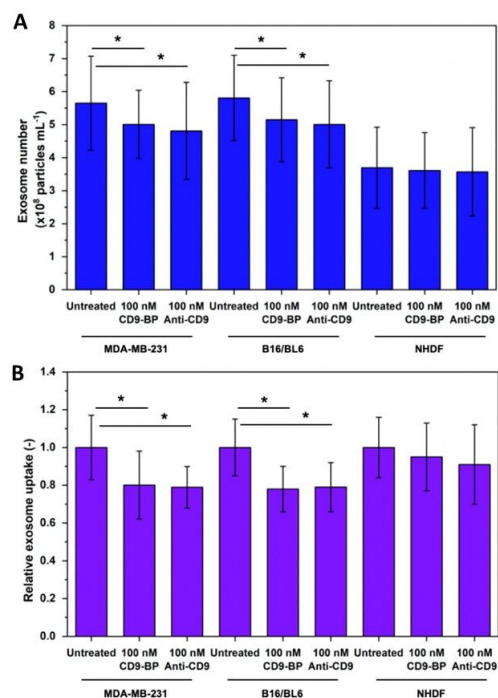 A
Exosome number
(x10⁸ particles mL⁻¹)
8
7
6
5
4
3
2
1
0
*
*
*
*
Untreated 100 nM CD9-BP 100 nM Anti-CD9 Untreated 100 nM CD9-BP 100 nM Anti-CD9 Untreated 100 nM CD9-BP 100 nM Anti-CD9
MDA-MB-231 B16/BL6 NHDF
B
Relative exosome uptake (-)
1.4
1.2
1.0
0.8
0.6
0.4
0.2
0.0
*
*
*
*
Untreated 100 nM CD9-BP 100 nM Anti-CD9 Untreated 100 nM CD9-BP 100 nM Anti-CD9 Untreated 100 nM CD9-BP 100 nM Anti-CD9
MDA-MB-231 B16/BL6 NHDF